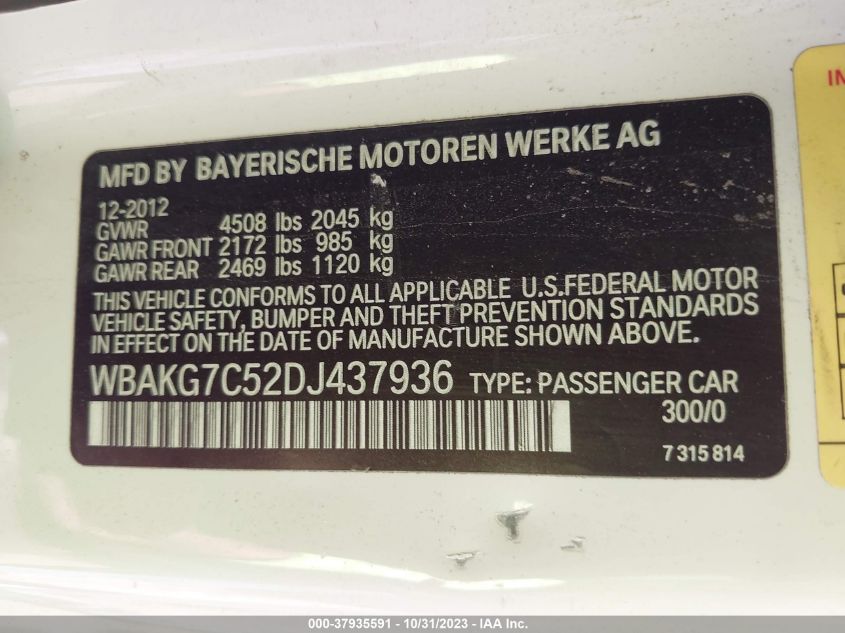 MFD BY BAYERISCHE MOTOREN WERKE AG
12-2012
GVWR 4508 lbs 2045 kg
GAWR FRONT 2172 lbs 985 kg
GAWR REAR 2469 lbs 1120 kg
THIS VEHICLE CONFORMS TO ALL APPLICABLE U.S.FEDERAL MOTOR
VEHICLE SAFETY, BUMPER AND THEFT PREVENTION STANDARDS
IN EFFECT ON THE DATE OF MANUFACTURE SHOWN ABOVE.
WBAKG7C52DJ437936 TYPE: PASSENGER CAR
300/0
7 315 814
000-37935591 - 10/31/2023 - IAA Inc.